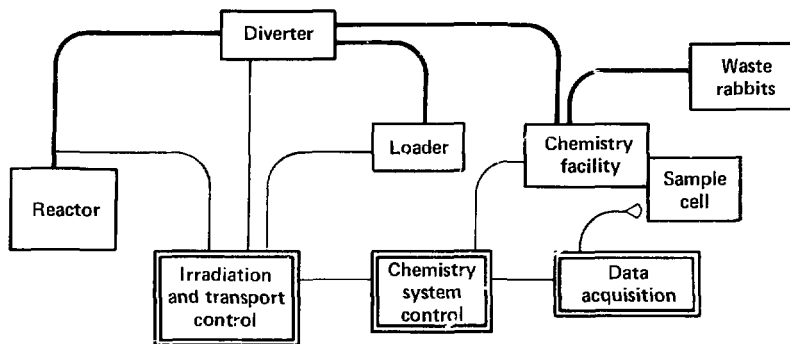 Diverter
Waste
rabbits
Loader
Chemistry
facility
Reactor
Sample
cell
Irradiation
and transport
control
Chemistry
system
control
Data
acquisition